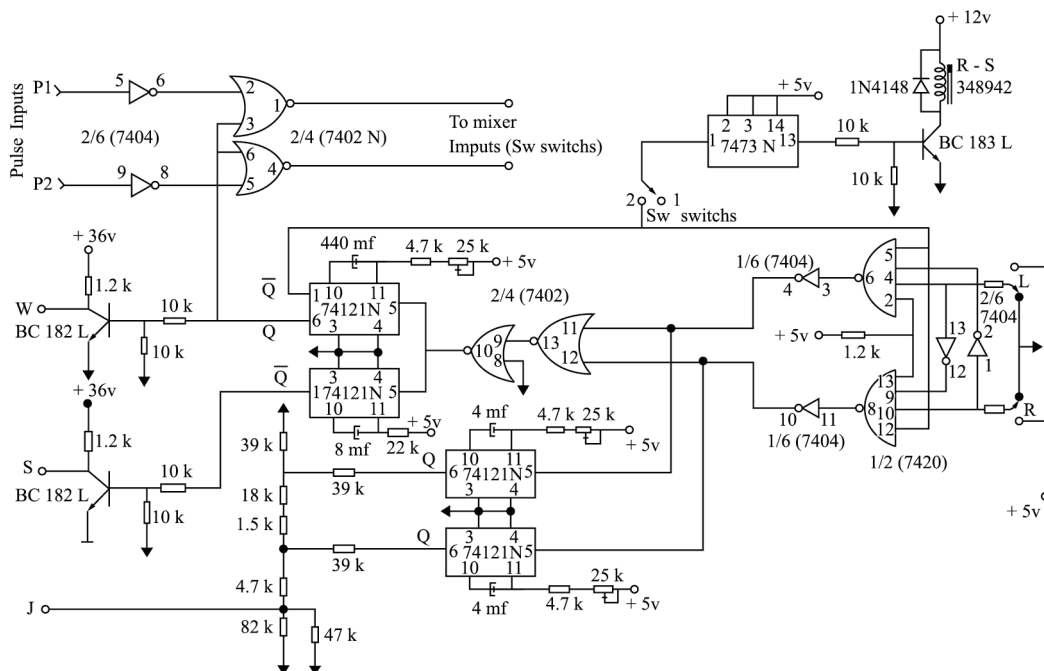 + 12v
R - S
1N4148
348942
+ 5v
P1
5
6
2
1
3
2/6 (7404)
2/4 (7402 N)
Pulse Inputs
To mixer
Imputs (Sw switchs)
6
4
5
P2
9
8
2
3
14
1
13
7473 N
10 k
BC 183 L
10 k
2
1
Sw switchs
+ 36v
1.2 k
W
BC 182 L
10 k
10 k
440 mf
4.7 k
25 k
+ 5v
Q
1
10
11
74121N
6
5
3
4
Q
2/4 (7402)
1/6 (7404)
4
3
5
6
4
4
2
L
2/6
7404
+ 5v
1.2 k
13
12
2
1
11
13
12
9
10
8
Q
3
4
1
74121N
5
10
11
8 mf
22 k
+ 5v
13
9
8
10
12
R
10
11
1/6 (7404)
1/2 (7420)
+ 36v
1.2 k
S
BC 182 L
10 k
10 k
39 k
18 k
1.5 k
39 k
4 mf
4.7 k
25 k
+ 5v
Q
10
11
6
74121N
5
3
4
Q
3
4
6
74121N
5
10
11
39 k
4 mf
4.7 k
25 k
+ 5v
+ 5v
4.7 k
J
82 k
47 k